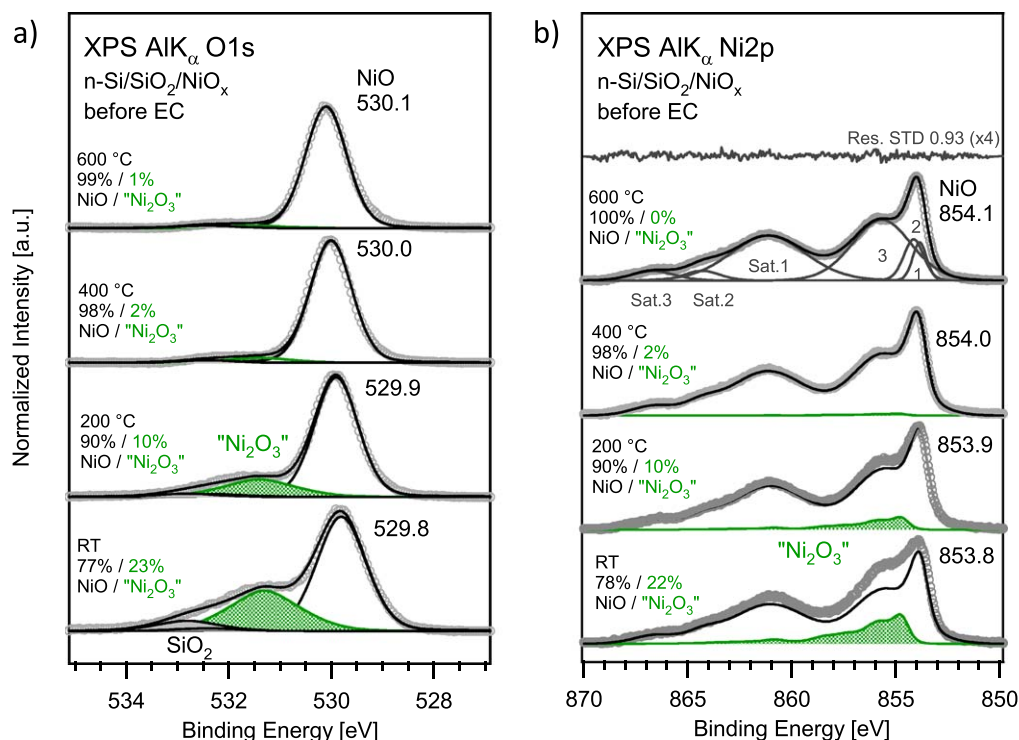 a)
XPS AlKα O1s
n-Si/SiO₂/NiOₓ
before EC
NiO
530.1
600 °C
99% / 1%
NiO / "Ni₂O₃"
530.0
400 °C
98% / 2%
NiO / "Ni₂O₃"
529.9
200 °C
90% / 10%
NiO / "Ni₂O₃"
"Ni₂O₃"
529.8
RT
77% / 23%
NiO / "Ni₂O₃"
SiO₂
534
532
530
528
Binding Energy [eV]
Normalized Intensity [a.u.]
b)
XPS AlKα Ni2p
n-Si/SiO₂/NiOₓ
before EC
Res. STD 0.93 (x4)
600 °C
100% / 0%
NiO / "Ni₂O₃"
NiO
854.1
2
3
1
Sat.1
Sat.3
Sat.2
400 °C
98% / 2%
NiO / "Ni₂O₃"
854.0
200 °C
90% / 10%
NiO / "Ni₂O₃"
853.9
"Ni₂O₃"
RT
78% / 22%
NiO / "Ni₂O₃"
853.8
870
865
860
855
850
Binding Energy [eV]